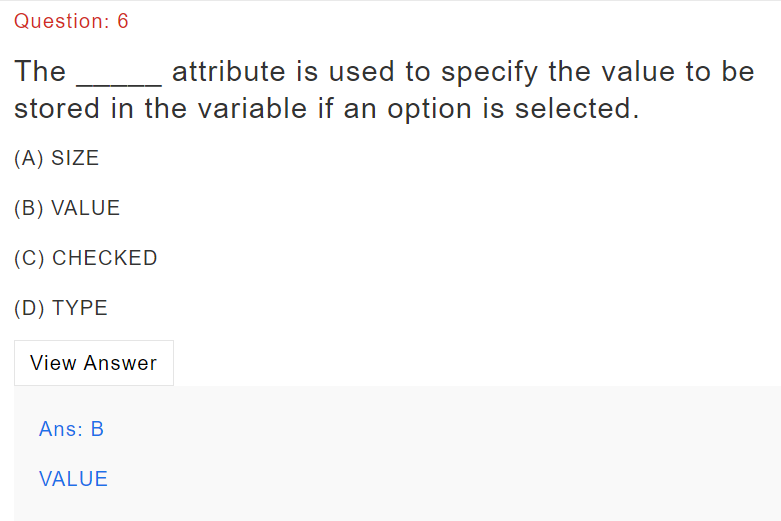 Question: 6
The _____ attribute is used to specify the value to be
stored in the variable if an option is selected.
(A) SIZE
(B) VALUE
(C) CHECKED
(D) TYPE
View Answer
Ans: B
VALUE